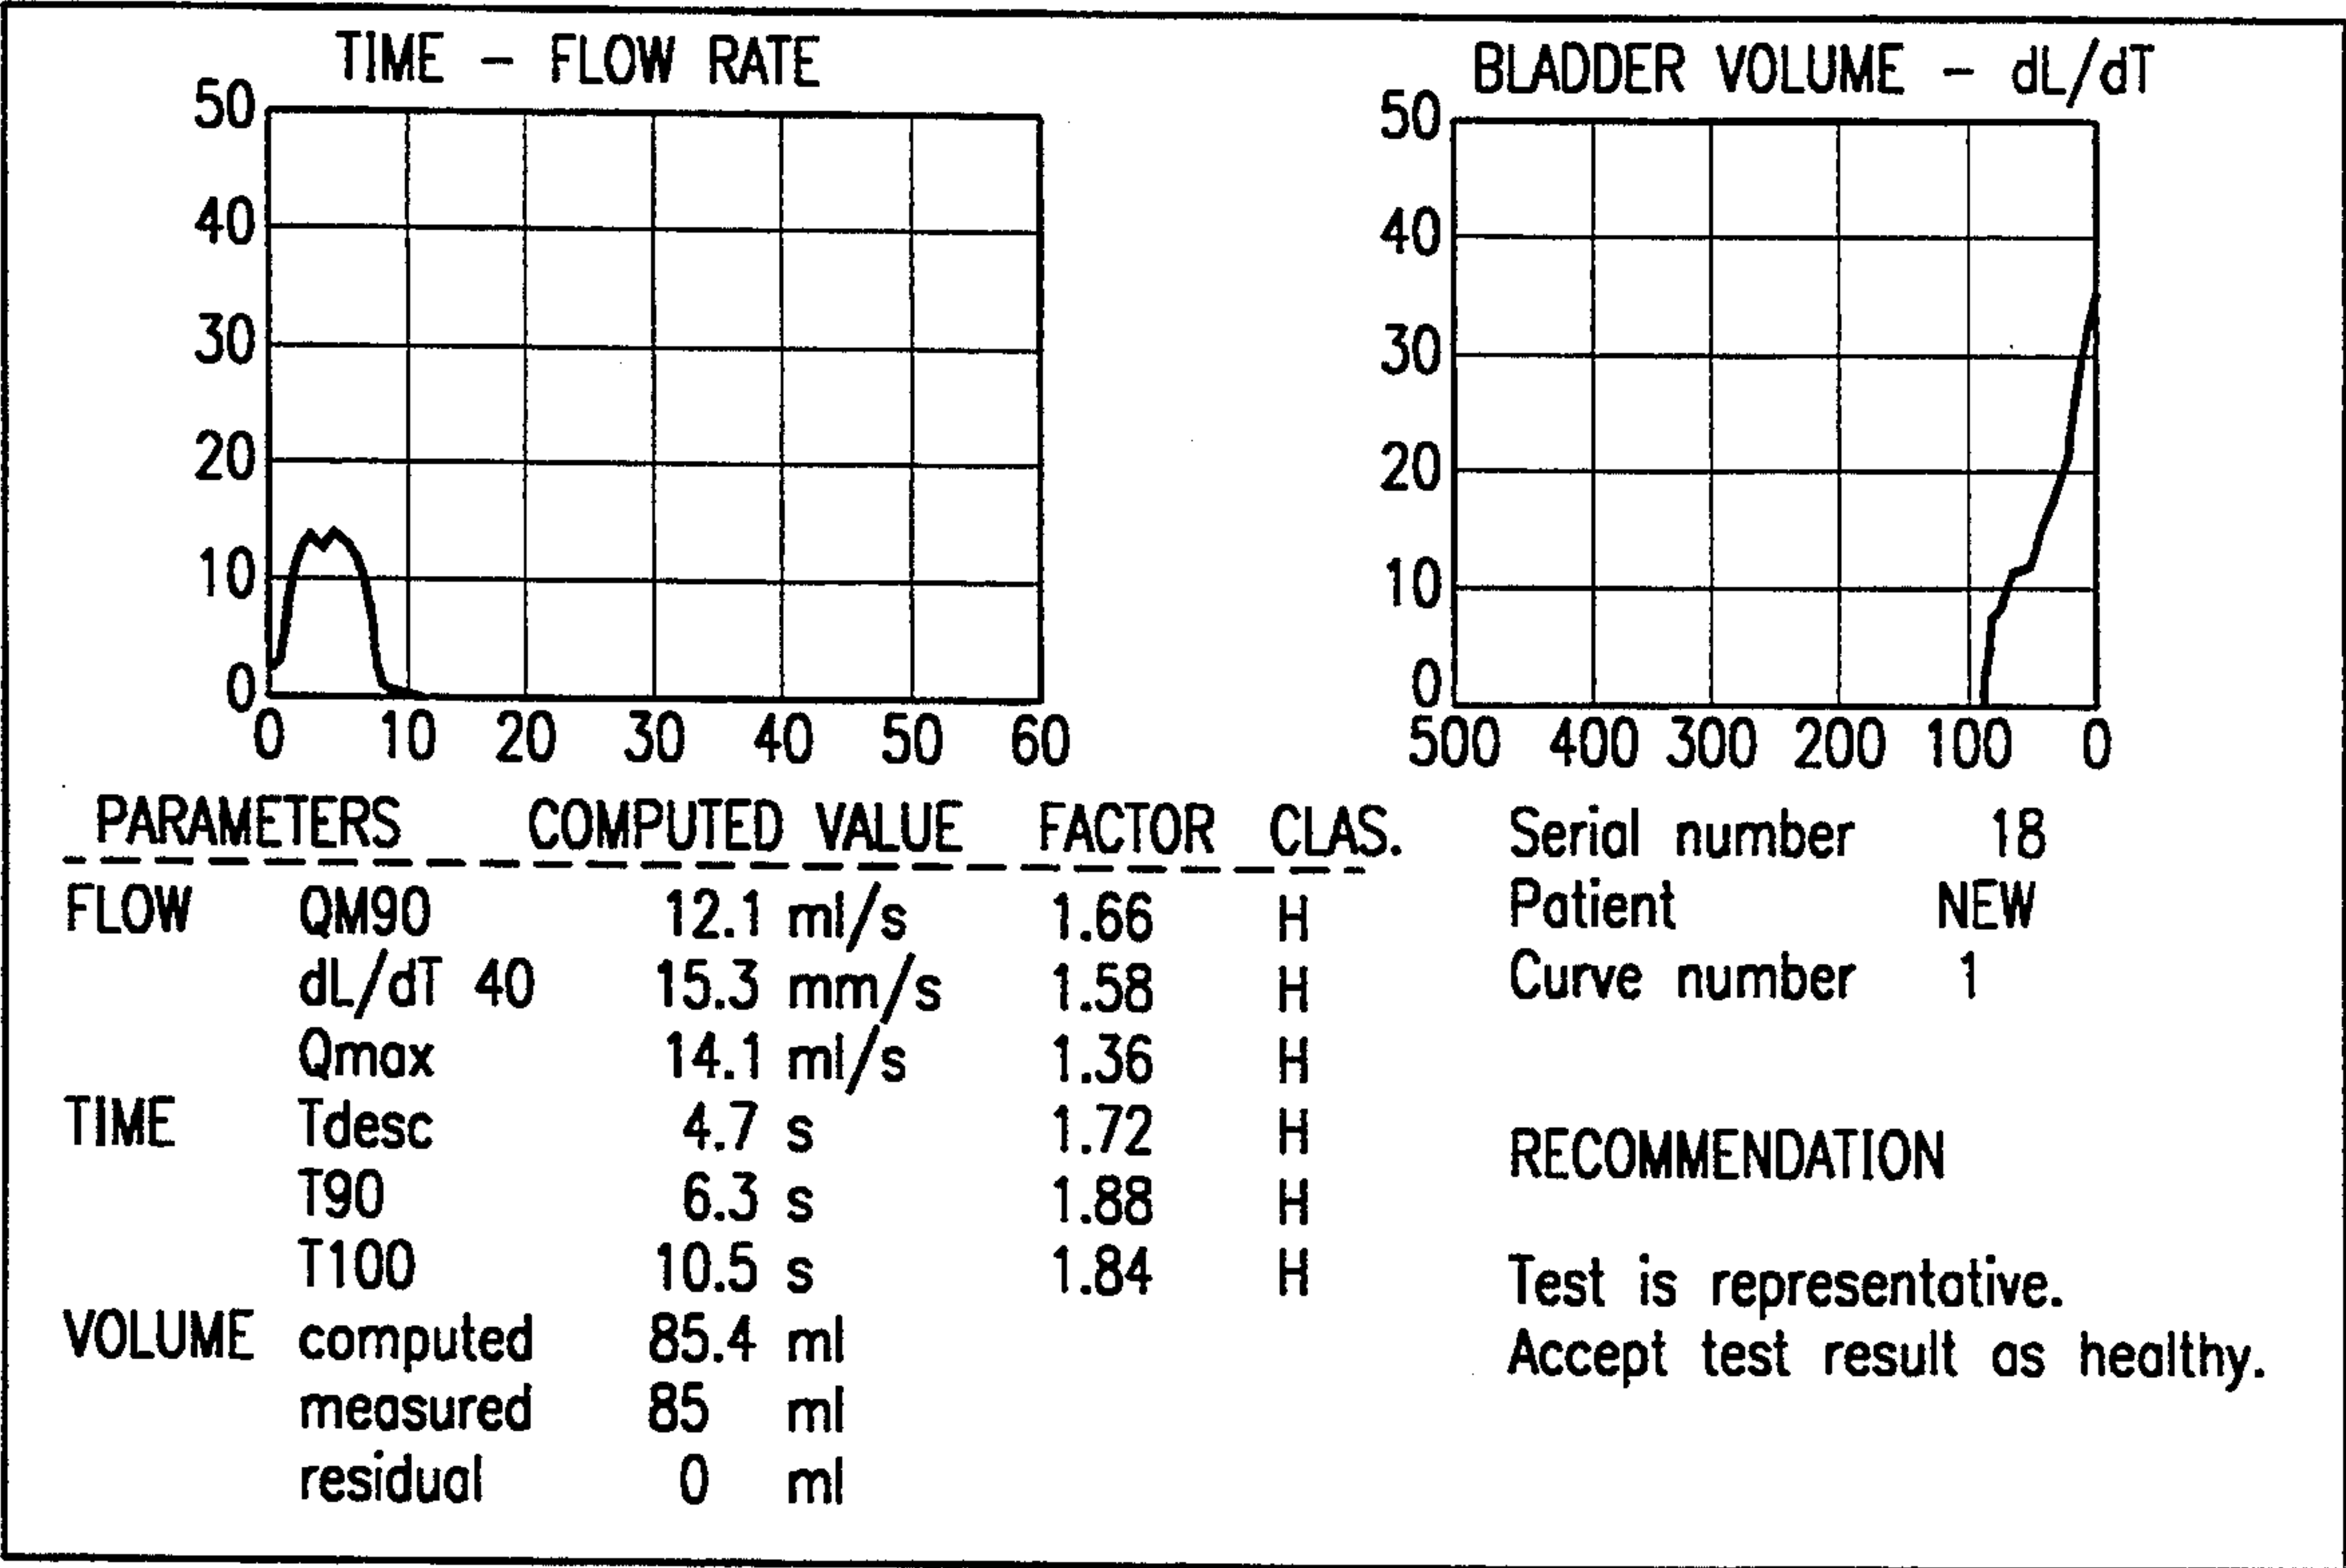 TIME - FLOW RATE
50
40
30
20
10
0
0 10 20 30 40 50 60
BLADDER VOLUME - dL/dT
50
40
30
20
10
0
500 400 300 200 100 0
PARAMETERS COMPUTED VALUE FACTOR CLAS.
FLOW QM90 12.1 ml/s 1.66 H
dL/dT 40 15.3 mm/s 1.58 H
Qmax 14.1 ml/s 1.36 H
TIME Tdesc 4.7 s 1.72 H
T90 6.3 s 1.88 H
T100 10.5 s 1.84 H
VOLUME computed 85.4 ml
measured 85 ml
residual 0 ml
Serial number 18
Patient NEW
Curve number 1
RECOMMENDATION
Test is representative.
Accept test result as healthy.